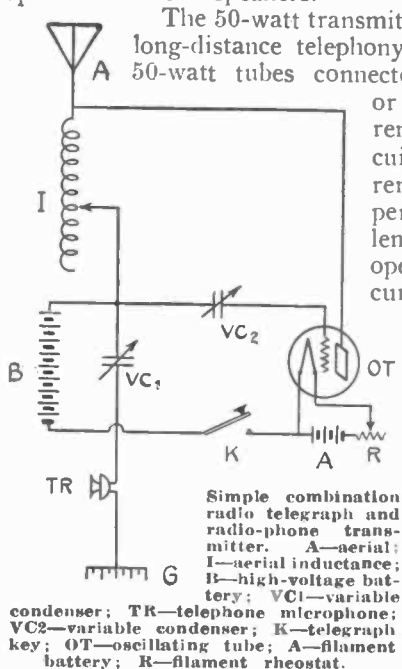 The 50-watt transmit
long-distance telephony
50-watt tubes connecte
or
ren
cui
ren
per
len
ope
cur
A
I
B
VC1
VC2
OT
K
A
R
TR
G
Simple combination
radio telegraph and
radio-phone trans-
mitter. A—aerial;
I—aerial inductance;
B—high-voltage bat-
tery; VC1—variable
condenser; TR—telephone microphone;
VC2—variable condenser; K—telegraph
key; OT—oscillating tube; A—filament
battery; R—filament rheostat.